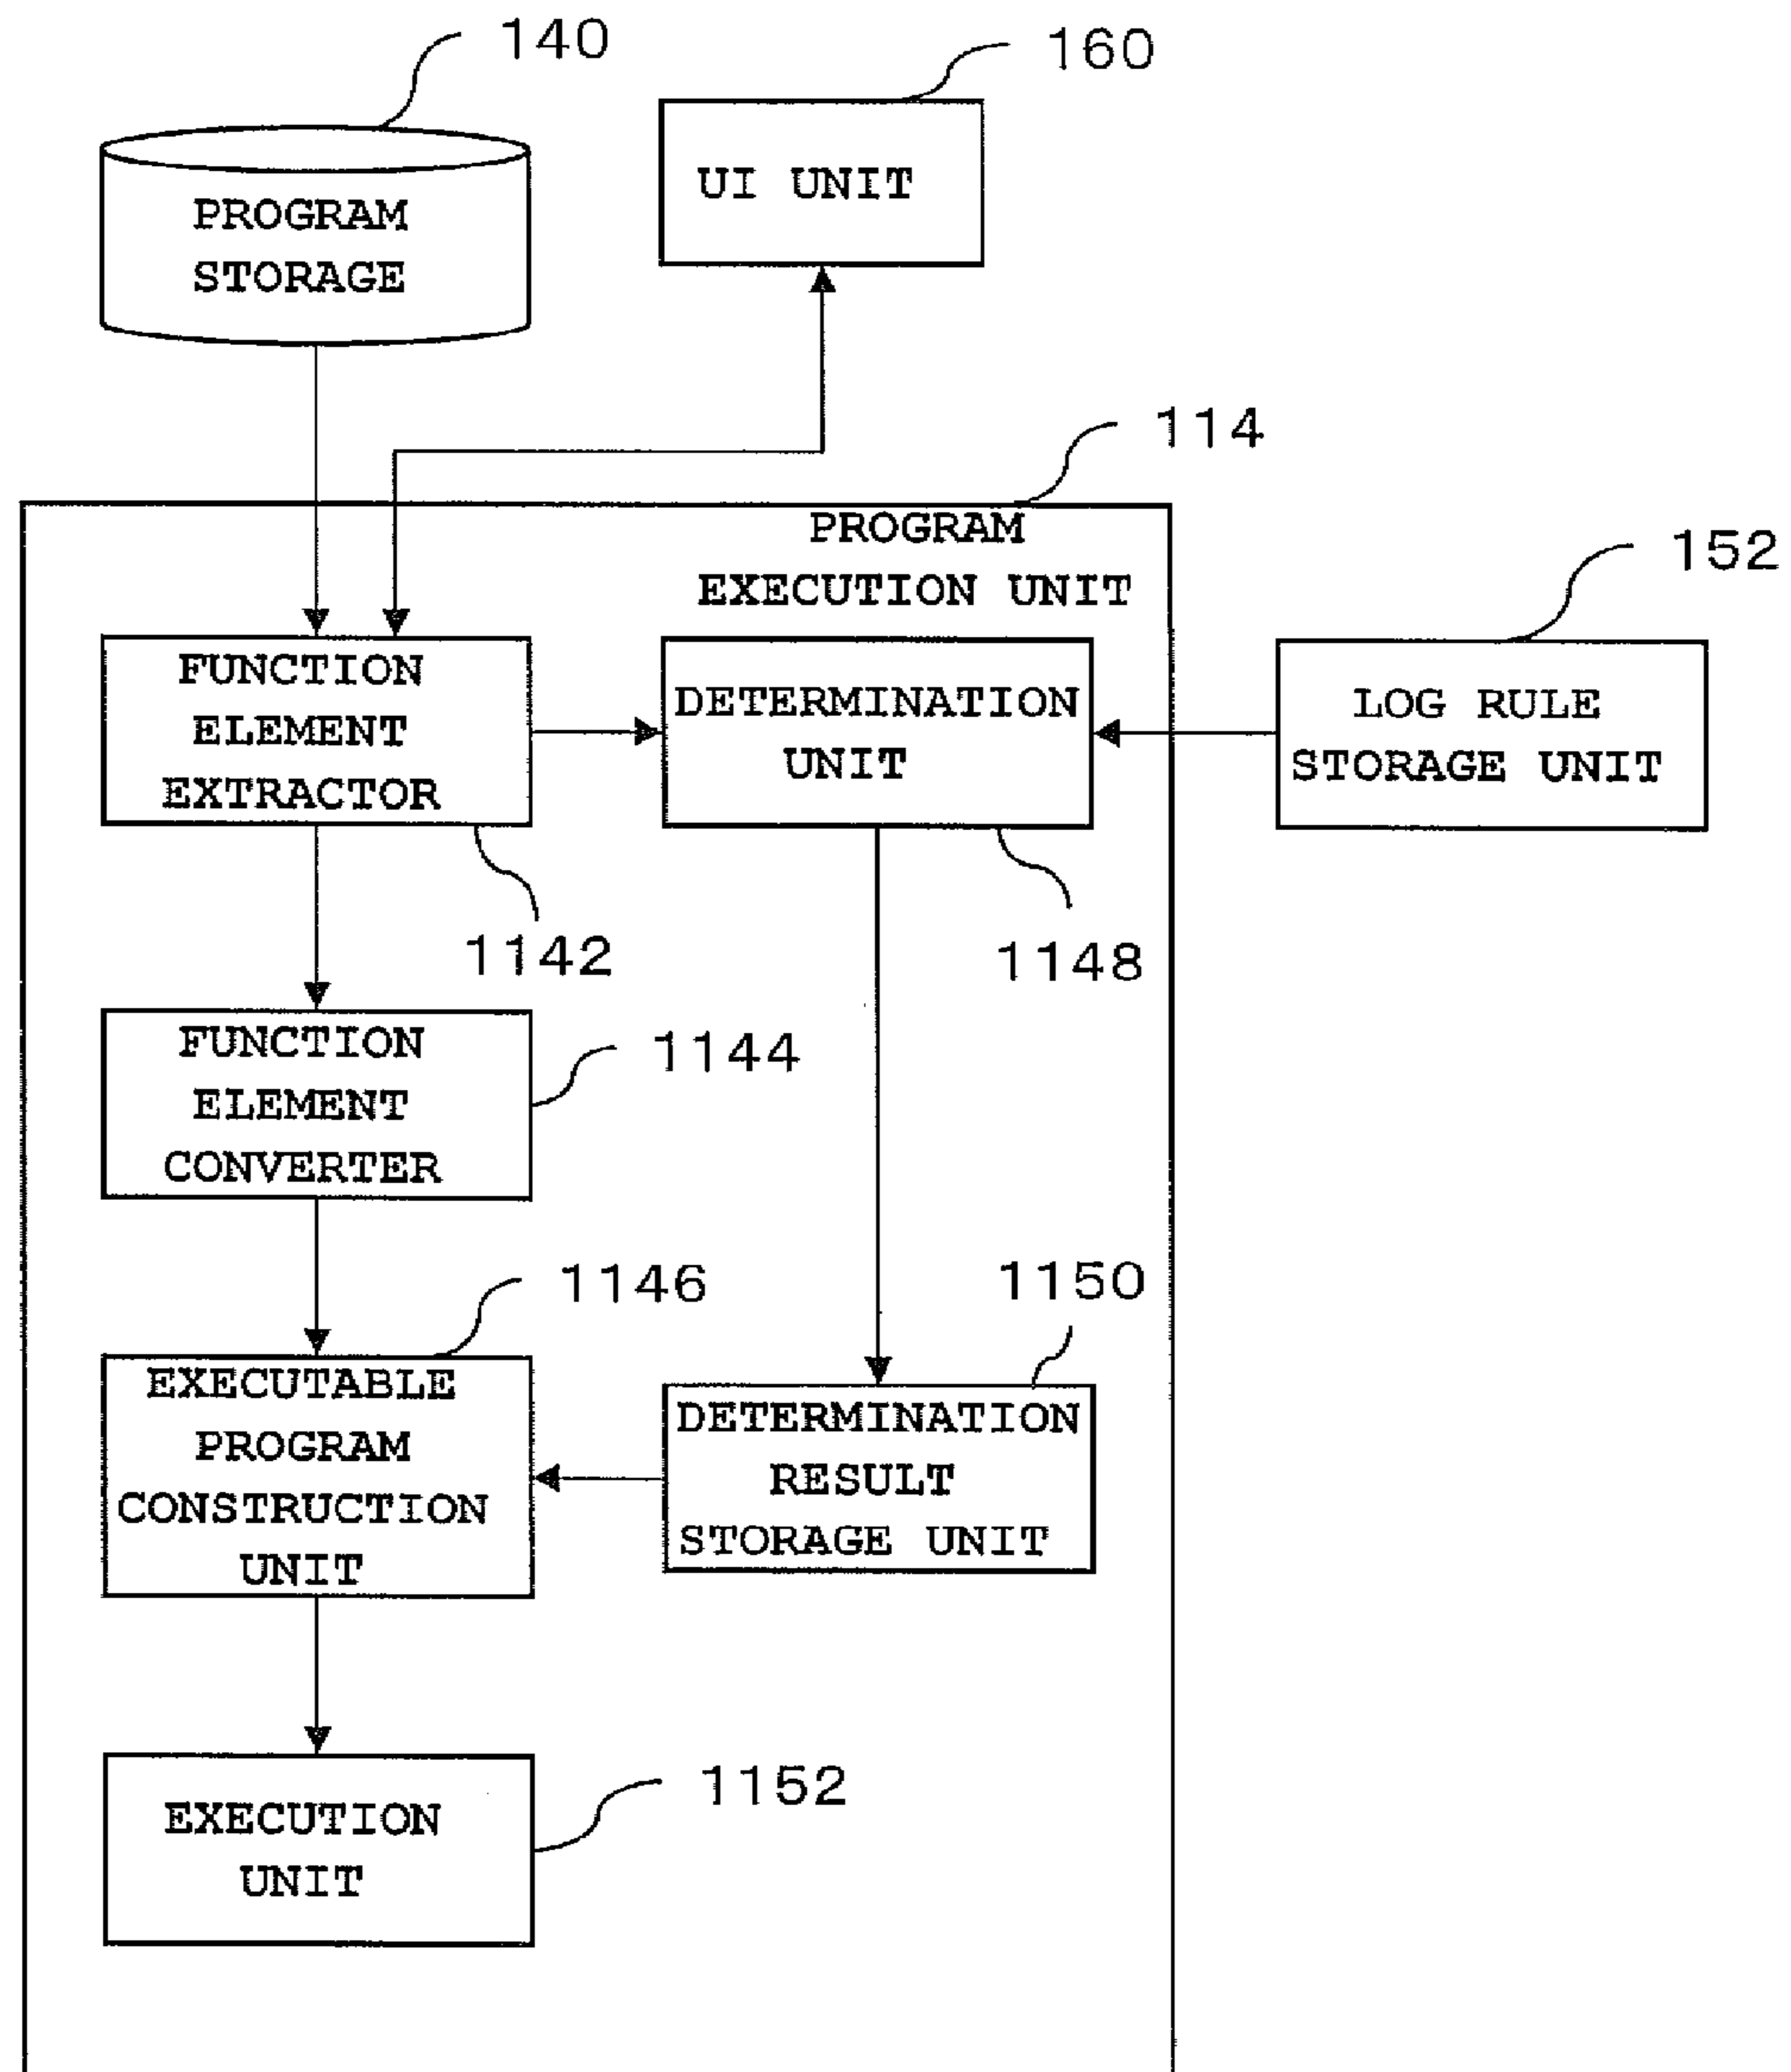 140
160
PROGRAM
STORAGE
UI UNIT
114
PROGRAM
EXECUTION UNIT
152
FUNCTION
ELEMENT
EXTRACTOR
DETERMINATION
UNIT
LOG RULE
STORAGE UNIT
1142
1148
FUNCTION
ELEMENT
CONVERTER
1144
1146
1150
EXECUTABLE
PROGRAM
CONSTRUCTION
UNIT
DETERMINATION
RESULT
STORAGE UNIT
EXECUTION
UNIT
1152